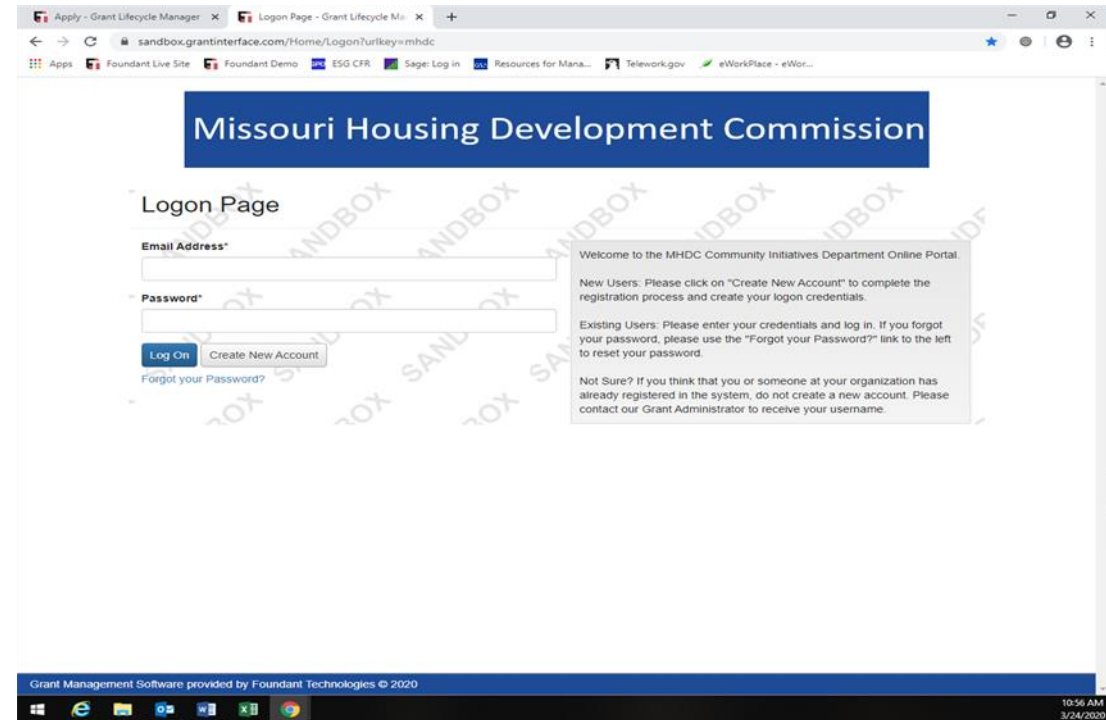 Apply - Grant Lifecycle Manager
Logon Page - Grant Lifecycle Ma
sandbox.grantinterface.com/Home/Logon?urlkey=mhdc
Apps Foundant Live Site Foundant Demo ESG CFR Sage: Log in Resources for Mana... Telework.gov eWorkPlace - eWor...
Missouri Housing Development Commission
Logon Page
Email Address*
Password*
Log On Create New Account
Forgot your Password?
Welcome to the MHDC Community Initiatives Department Online Portal.
New Users: Please click on "Create New Account" to complete the
registration process and create your logon credentials.
Existing Users: Please enter your credentials and log in. If you forgot
your password, please use the "Forgot your Password?" link to the left
to reset your password.
Not Sure? If you think that you or someone at your organization has
already registered in the system, do not create a new account. Please
contact our Grant Administrator to receive your username.
SANDBOX
Grant Management Software provided by Foundant Technologies © 2020
10:56 AM
3/24/2020